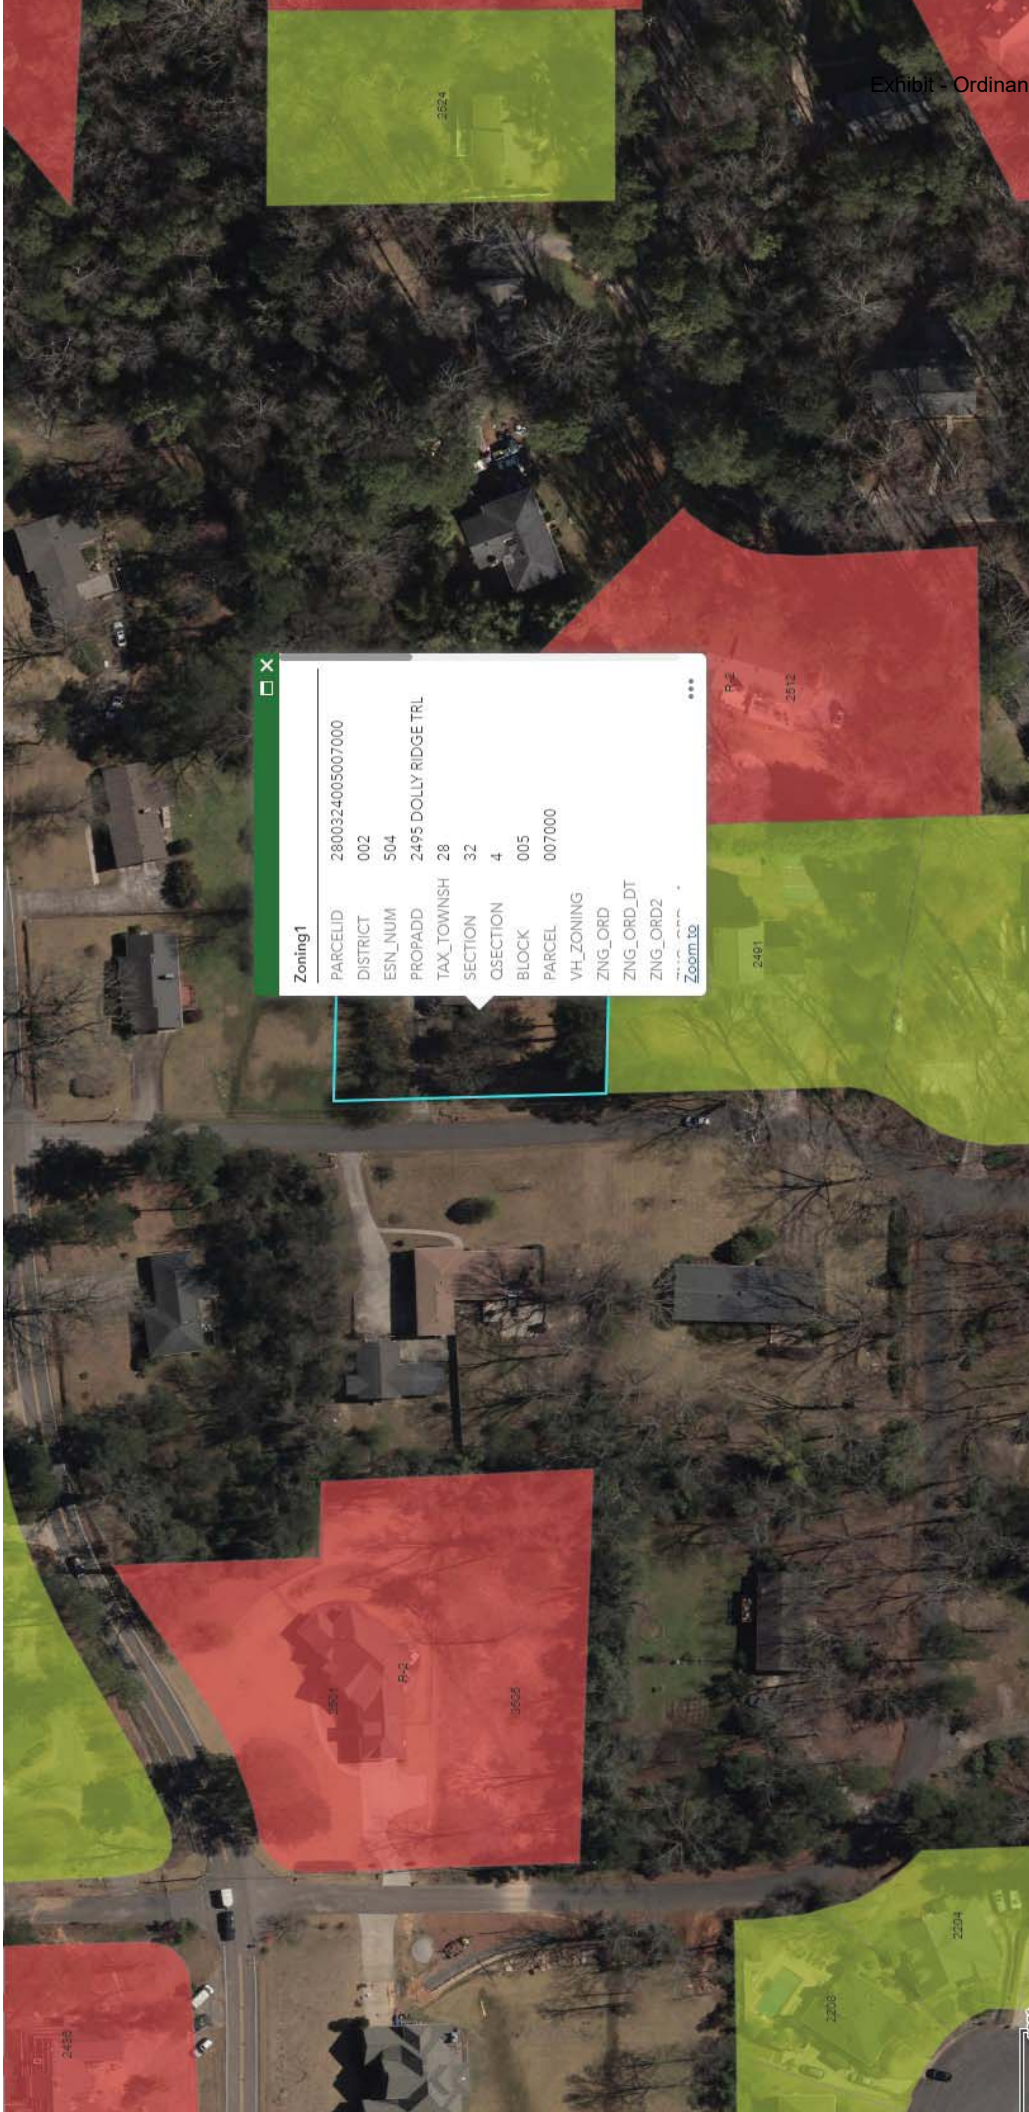 Exhibit - Ordinan
2624
Zoning1
PARCELID 2800324005007000
DISTRICT 002
ESN_NUM 504
PROPADD 2495 DOLLY RIDGE TRL
TAX_TOWNSH 28
SECTION 32
QSECTION 4
BLOCK 005
PARCEL 007000
VH_ZONING
ZNG_ORD
ZNG_ORD_DT
ZNG_ORD2
Zoom to
R-2
2512
2491
2501
R-2
2505
2436
2208
2204